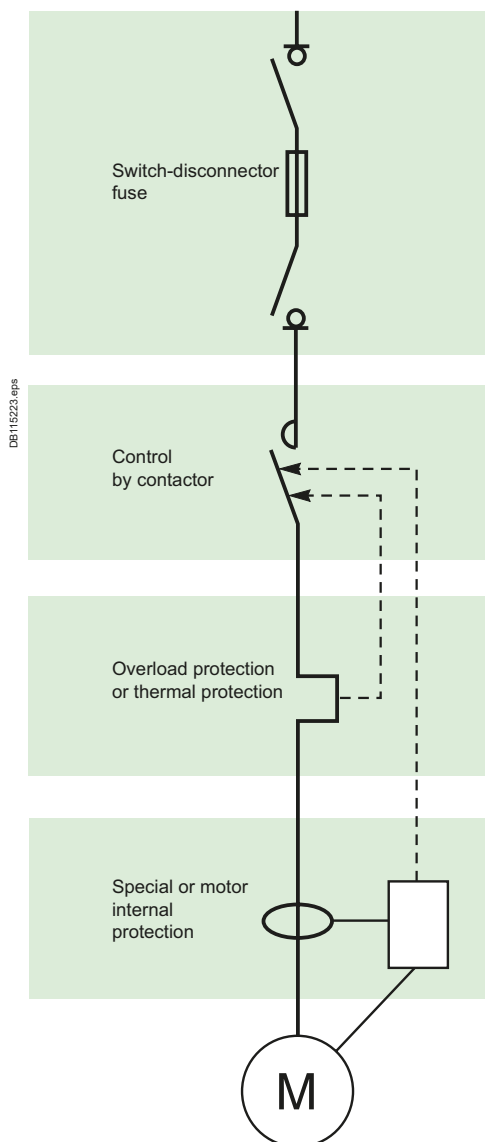 Switch-disconnector
fuse
DB115223.eps
Control
by contactor
Overload protection
or thermal protection
Special or motor
internal
protection
M